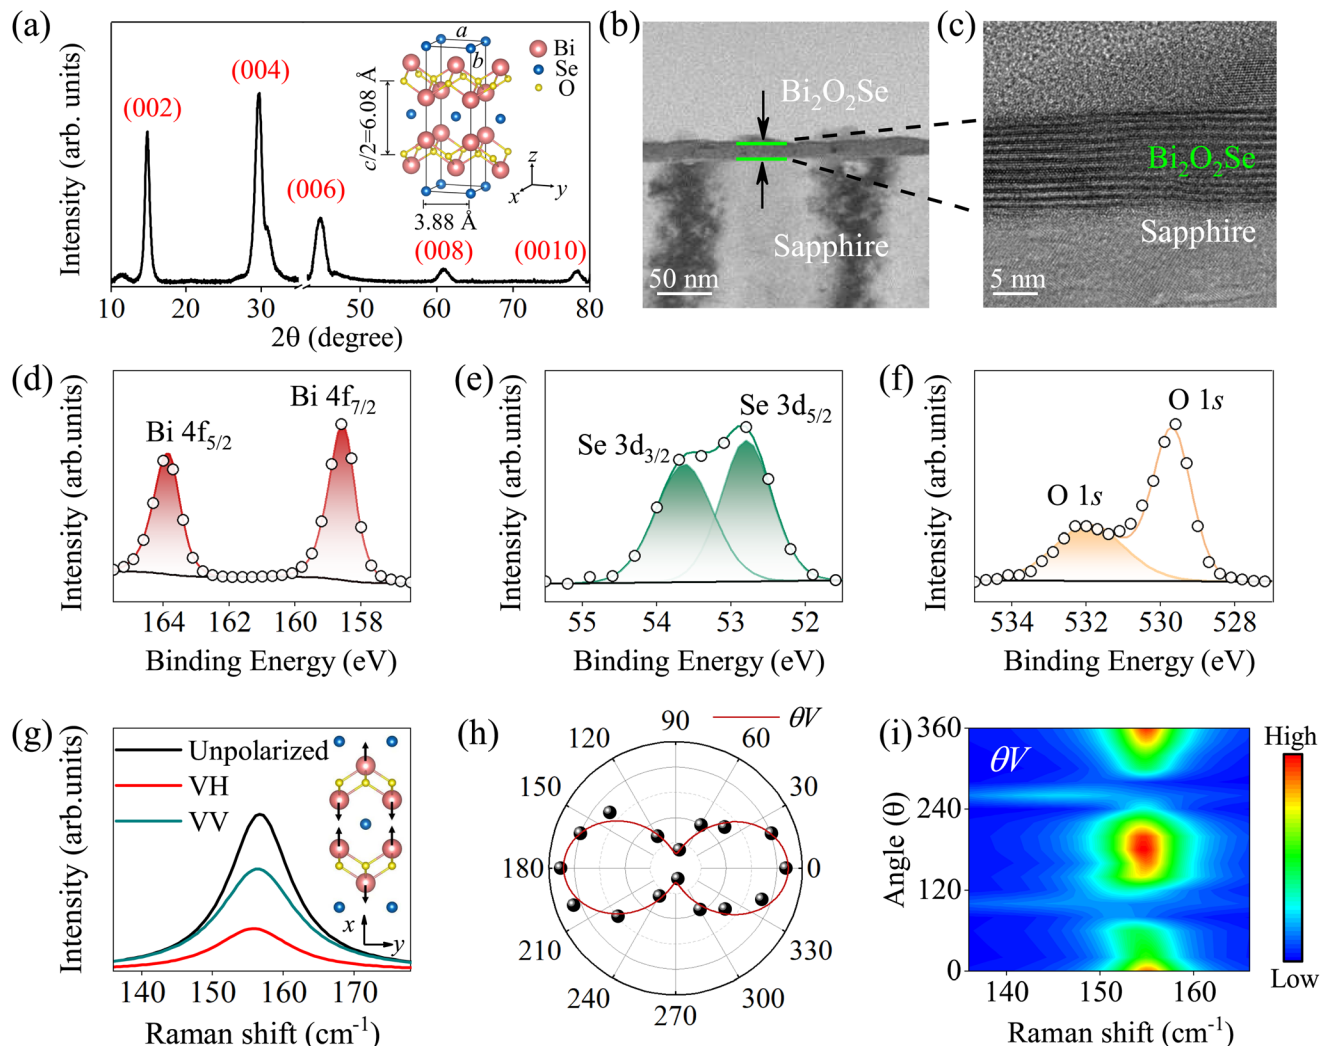 (a)
Intensity (arb. units)
(002)
(004)
(006)
(008)
(0010)
a
b
Bi
Se
O
c/2=6.08 Å
3.88 Å
z
x
y
10 20 30 50 60 70 80
2θ (degree)
(b)
Bi₂O₂Se
Sapphire
50 nm
(c)
Bi₂O₂Se
Sapphire
5 nm
(d)
Intensity (arb.units)
Bi 4f₅/₂
Bi 4f₇/₂
164 162 160 158
Binding Energy (eV)
(e)
Intensity (arb.units)
Se 3d₃/₂
Se 3d₅/₂
55 54 53 52
Binding Energy (eV)
(f)
Intensity (arb.units)
O 1s
O 1s
534 532 530 528
Binding Energy (eV)
(g)
Intensity (arb.units)
Unpolarized
VH
VV
x
y
140 150 160 170
Raman shift (cm⁻¹)
(h)
θV
90
120 60
150 30
180 0
210 330
240 300
270
(i)
Angle (θ)
360
240
120
0
θV
140 150 160
Raman shift (cm⁻¹)
High
Low